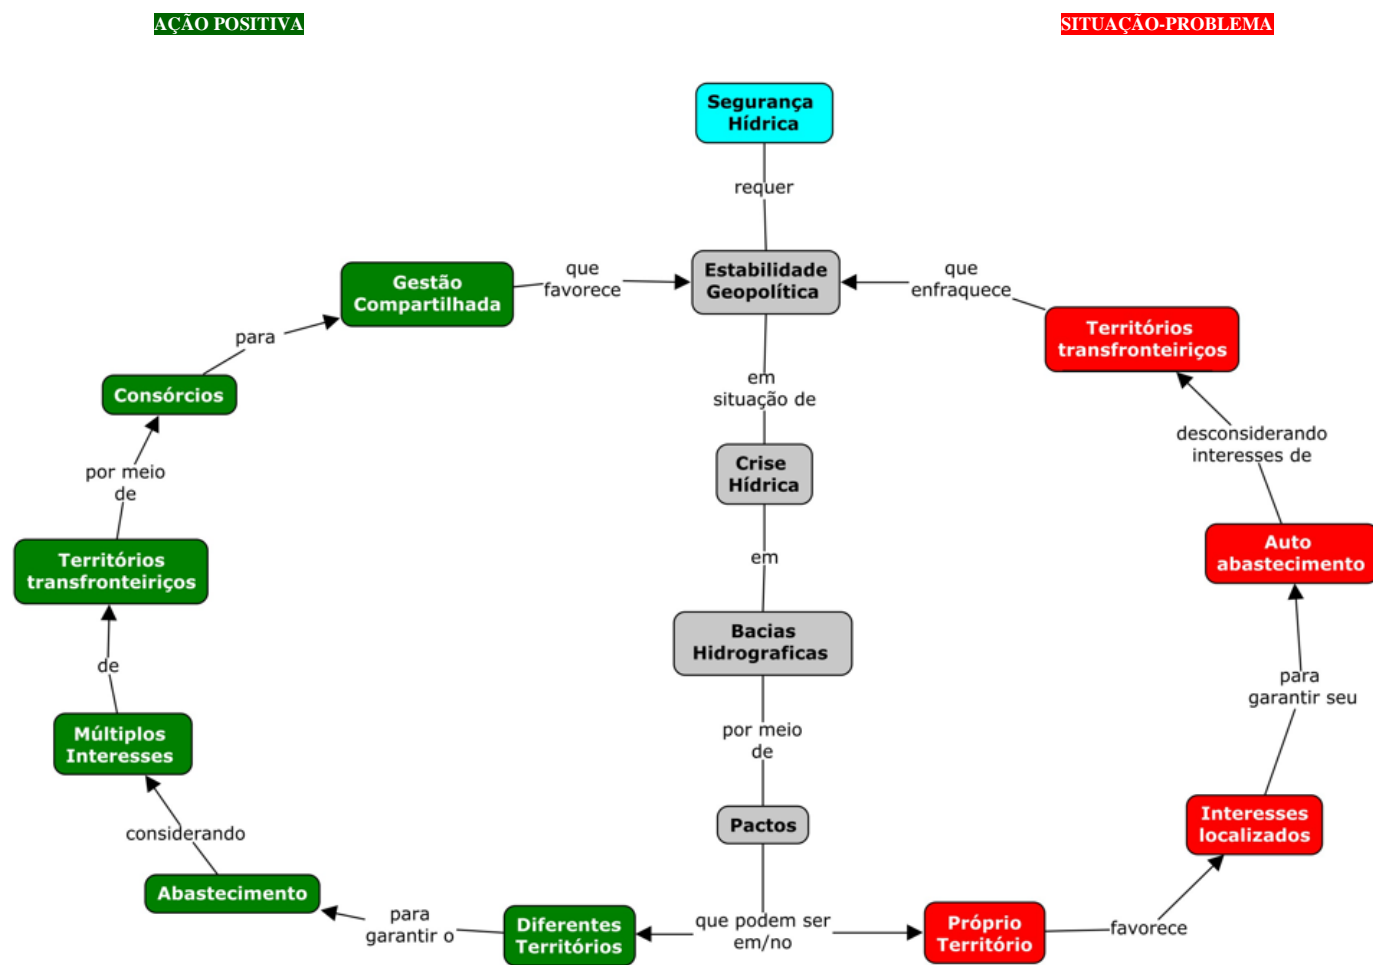 AÇÃO POSITIVA
SITUAÇÃO-PROBLEMA
Segurança
Hídrica
requer
Estabilidade
Geopolítica
que
favorece
Gestão
Compartilhada
para
Consórcios
por meio
de
Territórios
transfronteiriços
de
Múltiplos
Interesses
considerando
Abastecimento
para
garantir o
Diferentes
Territórios
em
situação de
Crise
Hídrica
em
Bacias
Hidrograficas
por meio
de
Pactos
que podem ser
em/no
que
enfraquece
Territórios
transfronteiriços
desconsiderando
interesses de
Auto
abastecimento
para
garantir seu
Interesses
localizados
favorece
Próprio
Território